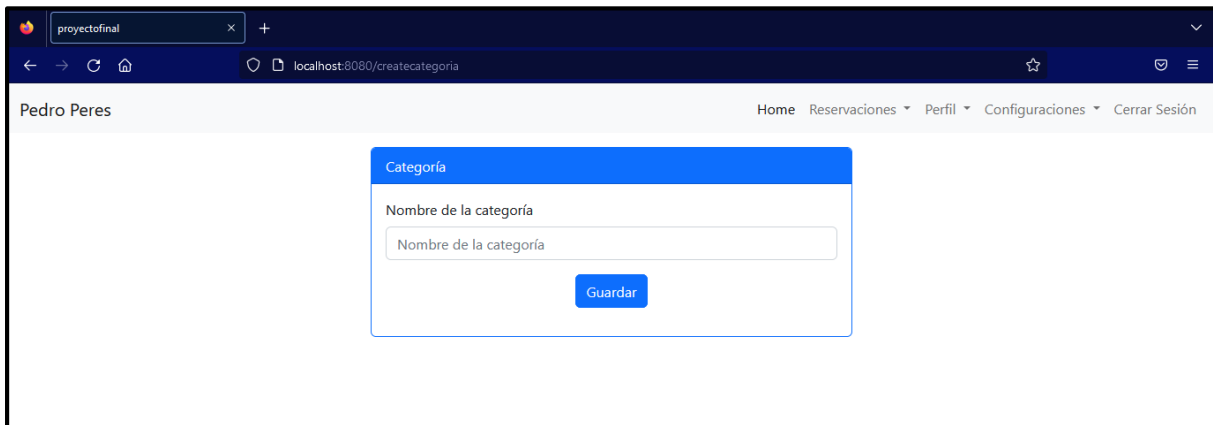 proyectofinal
localhost:8080/createcategoria
Pedro Peres
Home Reservaciones Perfil Configuraciones Cerrar Sesión
Categoría
Nombre de la categoría
Nombre de la categoría
Guardar